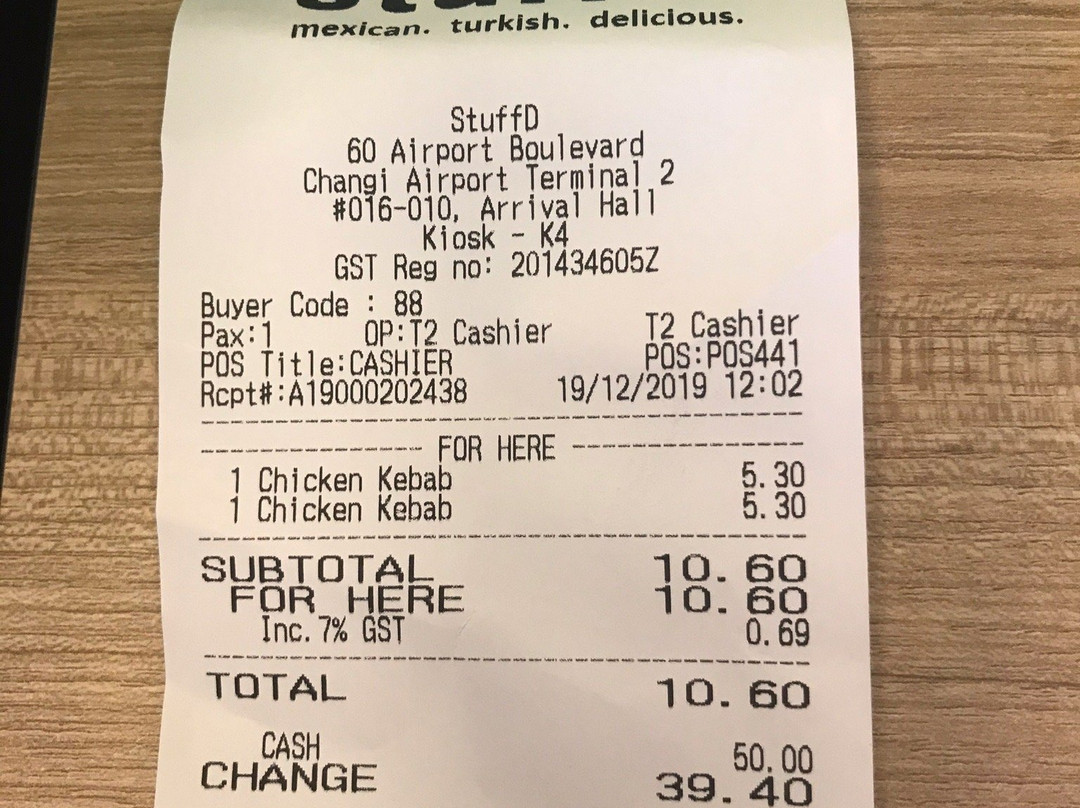 mexican. turkish. delicious.
StuffD
60 Airport Boulevard
Changi Airport Terminal 2
#016-010, Arrival Hall
Kiosk - K4
GST Reg no: 201434605Z
Buyer Code : 88
Pax:1 OP:T2 Cashier T2 Cashier
POS Title:CASHIER POS:POS441
Rcpt#:A19000202438 19/12/2019 12:02
FOR HERE
1 Chicken Kebab 5.30
1 Chicken Kebab 5.30
SUBTOTAL 10.60
FOR HERE 10.60
Inc.7% GST 0.69
TOTAL 10.60
CASH 50.00
CHANGE 39.40